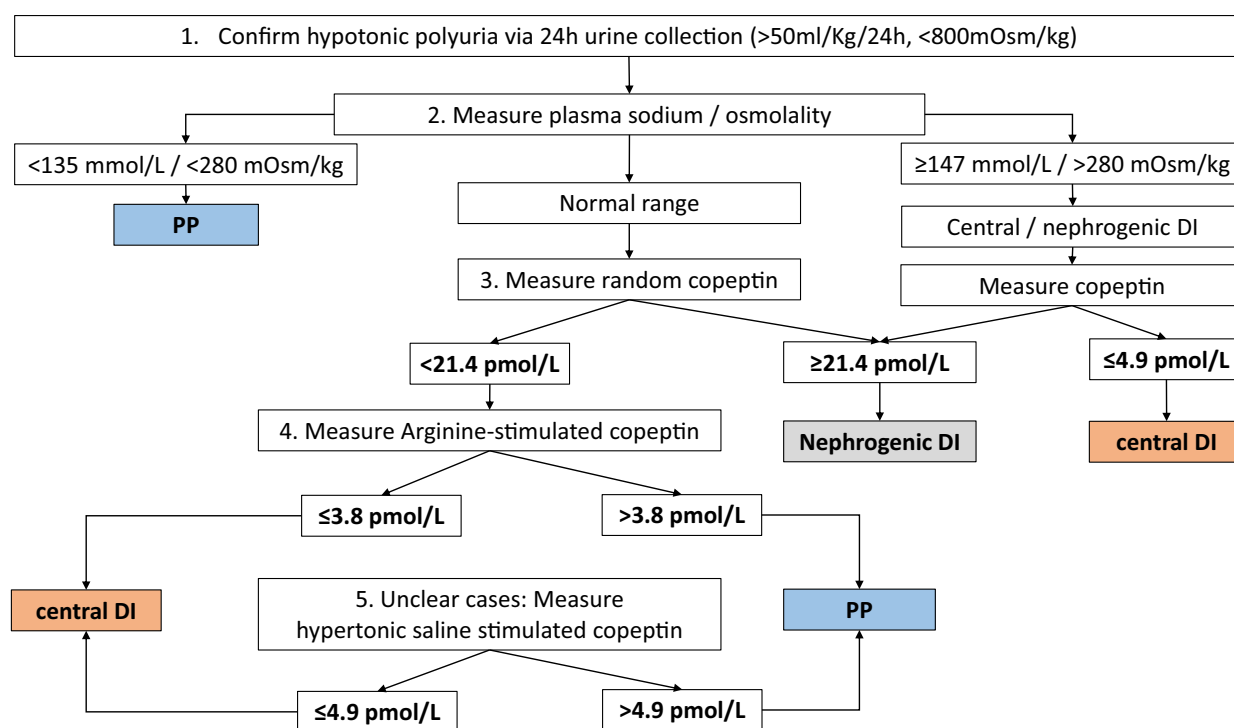 1. Confirm hypotonic polyuria via 24h urine collection (>50ml/Kg/24h, <800mOsm/kg)
2. Measure plasma sodium / osmolality
<135 mmol/L / <280 mOsm/kg
≥147 mmol/L / >280 mOsm/kg
PP
Normal range
Central / nephrogenic DI
3. Measure random copeptin
Measure copeptin
<21.4 pmol/L
≥21.4 pmol/L
≤4.9 pmol/L
4. Measure Arginine-stimulated copeptin
Nephrogenic DI
central DI
≤3.8 pmol/L
>3.8 pmol/L
central DI
5. Unclear cases: Measure
hypertonic saline stimulated copeptin
PP
≤4.9 pmol/L
>4.9 pmol/L